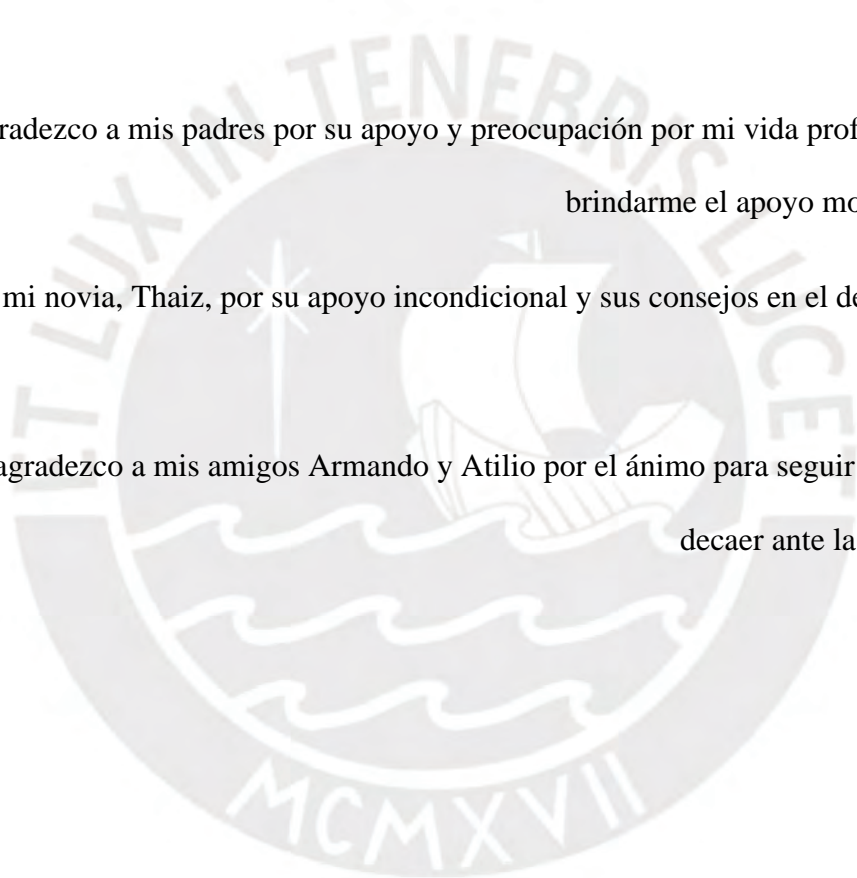 ET LUX IN TENEBRIS LUCET
radezco a mis padres por su apoyo y preocupación por mi vida prof
brindarme el apoyo mo
mi novia, Thaiz, por su apoyo incondicional y sus consejos en el de
agradezco a mis amigos Armando y Atilio por el ánimo para seguir
decaer ante la
MCMXVII